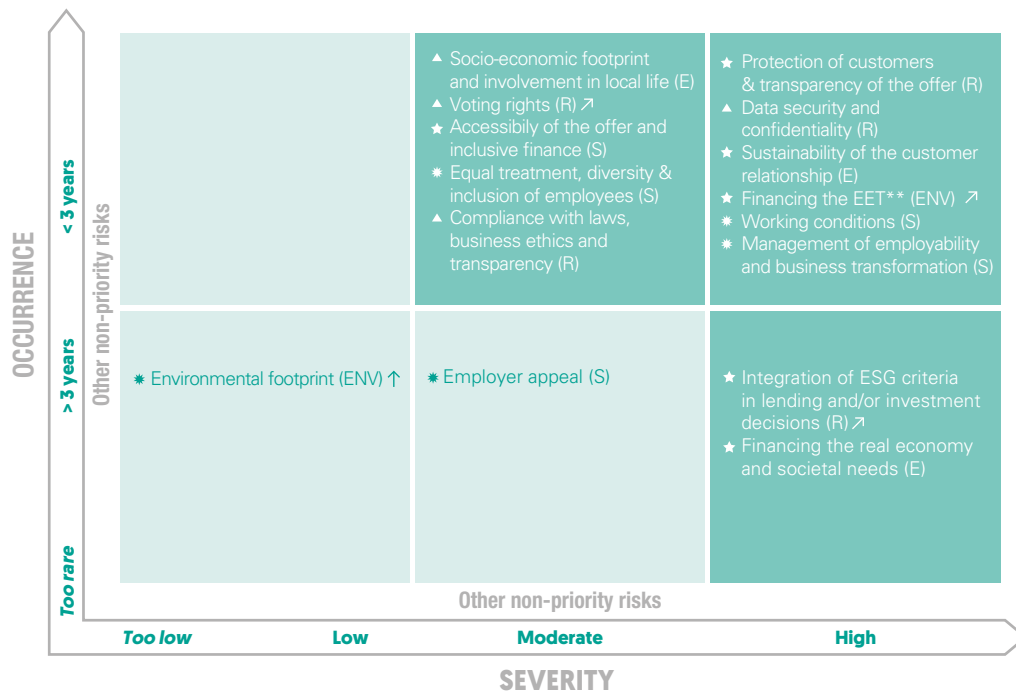 OCCURRENCE
< 3 years
> 3 years
Too rare
Other non-priority risks
▲ Socio-economic footprint
and involvement in local life (E)
▲ Voting rights (R) ↗
★ Accessibily of the offer and
inclusive finance (S)
✹ Equal treatment, diversity &
inclusion of employees (S)
▲ Compliance with laws,
business ethics and
transparency (R)
★ Protection of customers
& transparency of the offer (R)
▲ Data security and
confidentiality (R)
★ Sustainability of the customer
relationship (E)
★ Financing the EET** (ENV) ↗
✹ Working conditions (S)
✹ Management of employability
and business transformation (S)
✹ Environmental footprint (ENV) ↑
✹ Employer appeal (S)
★ Integration of ESG criteria
in lending and/or investment
decisions (R) ↗
★ Financing the real economy
and societal needs (E)
Other non-priority risks
Too low
Low
Moderate
High
SEVERITY